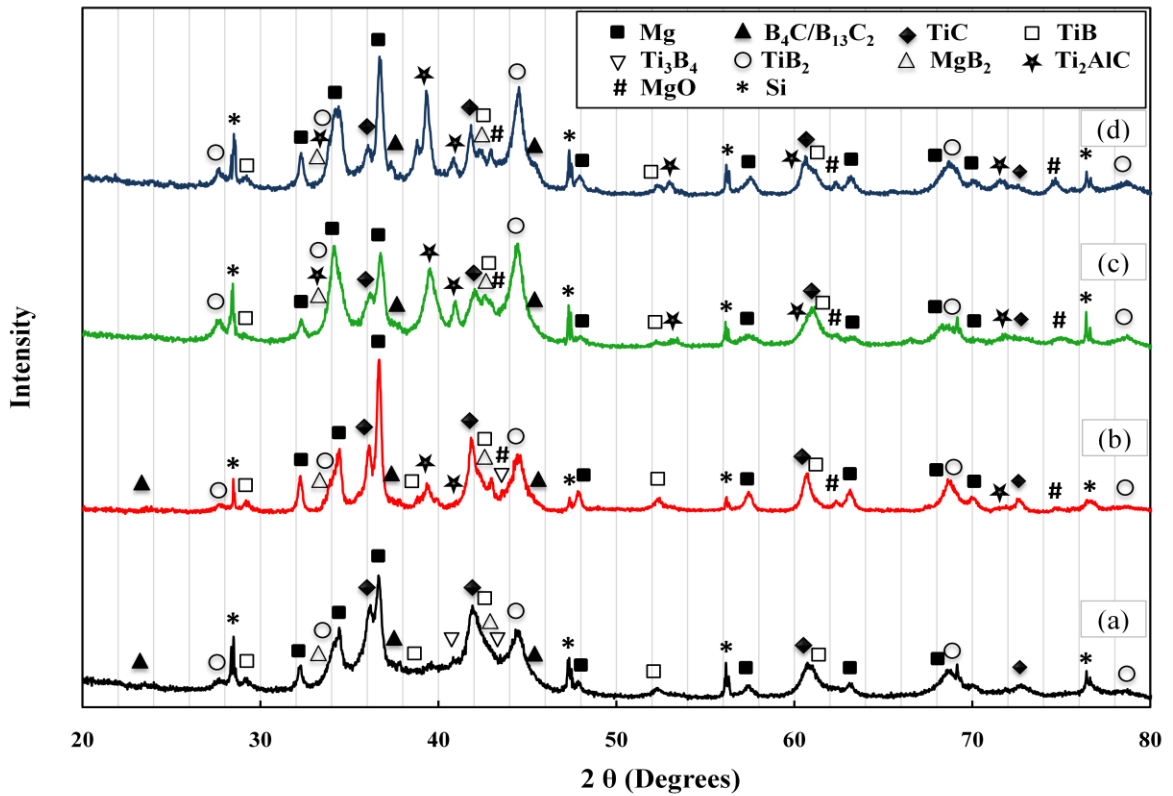 Mg B₄C/B₁₃C₂ TiC TiB
Ti₃B₄ TiB₂ MgB₂ Ti₂AlC
# MgO * Si
(d)
(c)
(b)
(a)
Intensity
20 30 40 50 60 70 80
2 θ (Degrees)